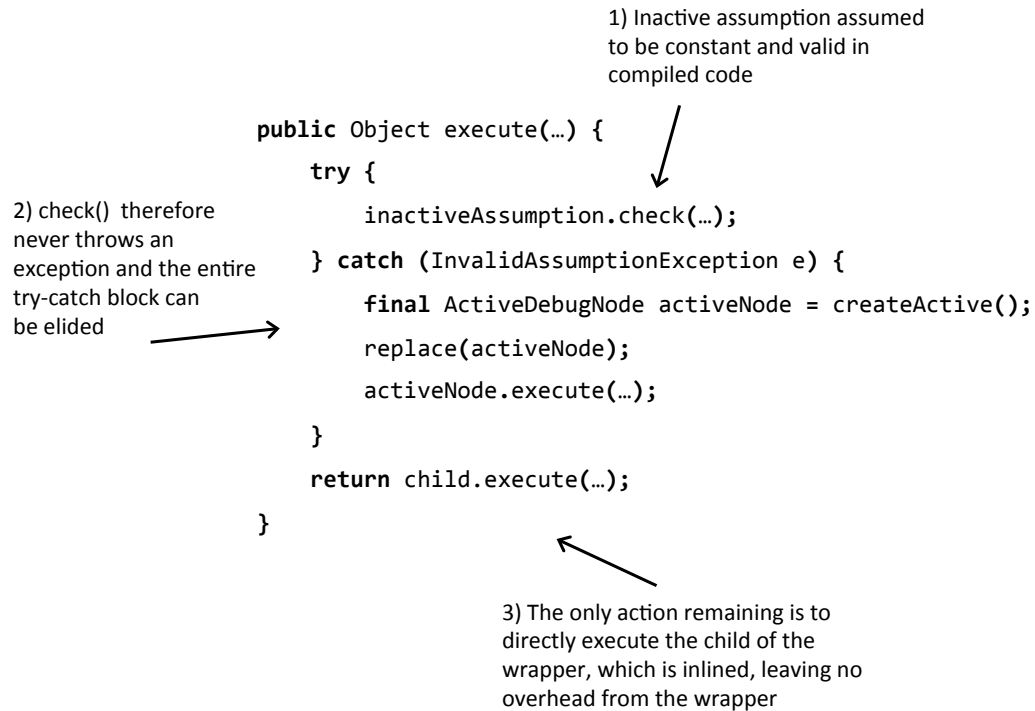 1) Inactive assumption assumed
to be constant and valid in
compiled code
public Object execute(…) {
try {
inactiveAssumption.check(…);
} catch (InvalidAssumptionException e) {
final ActiveDebugNode activeNode = createActive();
replace(activeNode);
activeNode.execute(…);
}
return child.execute(…);
}
2) check()  therefore
never throws an
exception and the entire
try-catch block can
be elided
3) The only action remaining is to
directly execute the child of the
wrapper, which is inlined, leaving no
overhead from the wrapper